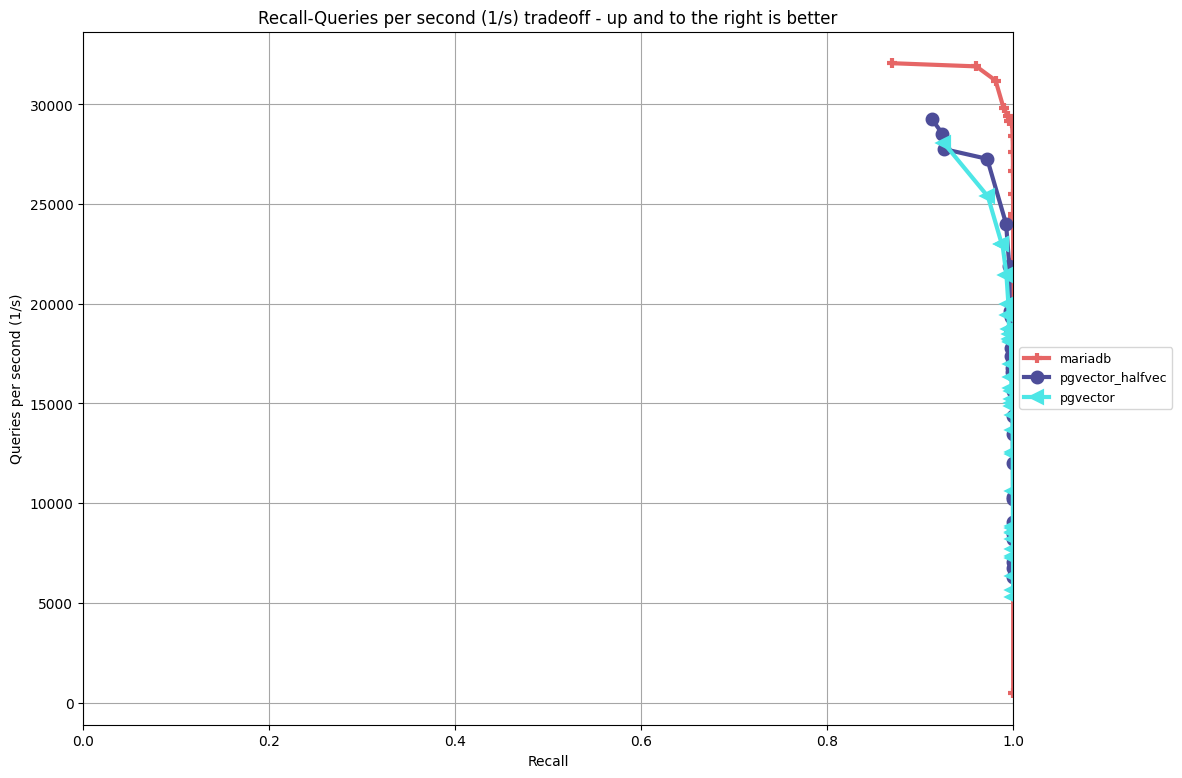 Recall-Queries per second (1/s) tradeoff - up and to the right is better
30000
25000
20000
15000
10000
5000
0
Queries per second (1/s)
0.0 0.2 0.4 0.6 0.8 1.0
Recall
mariadb
pgvector_halfvec
pgvector